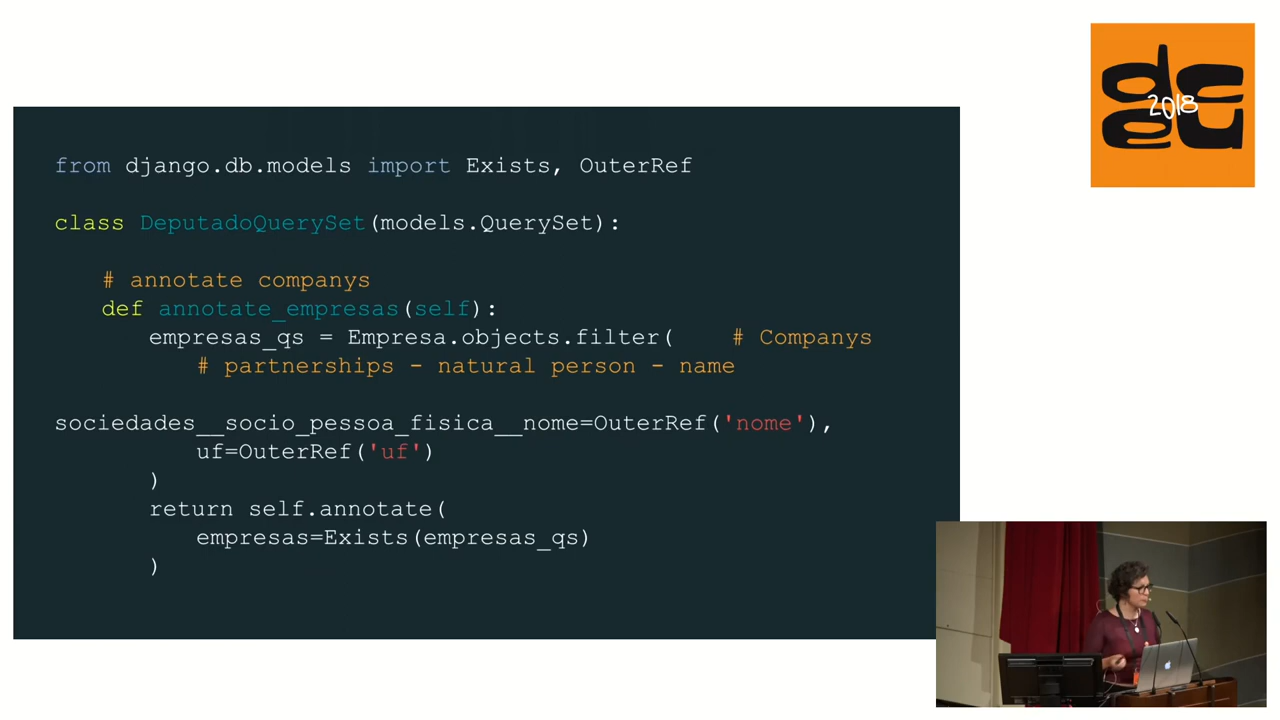 2018
from django.db.models import Exists, OuterRef
class DeputadoQuerySet(models.QuerySet):
# annotate companys
def annotate_empresas(self):
empresas_qs = Empresa.objects.filter( # Companys
# partnerships - natural person - name
sociedades__socio_pessoa_fisica__nome=OuterRef('nome'),
uf=OuterRef('uf')
)
return self.annotate(
empresas=Exists(empresas_qs)
)